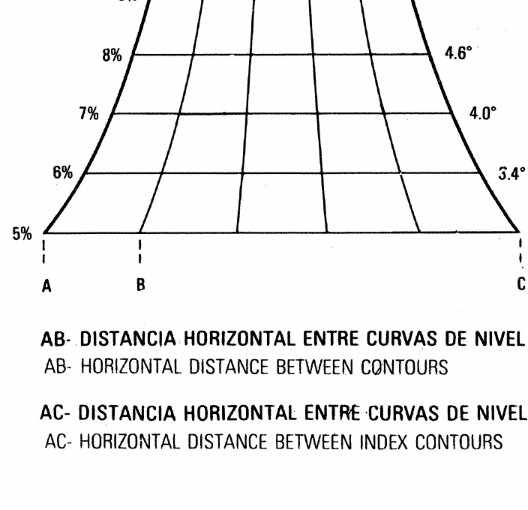 8% 4.6°
7% 4.0°
6% 3.4°
5%
A B C
AB- DISTANCIA HORIZONTAL ENTRE CURVAS DE NIVEL
AB- HORIZONTAL DISTANCE BETWEEN CONTOURS
AC- DISTANCIA HORIZONTAL ENTRE CURVAS DE NIVEL
AC- HORIZONTAL DISTANCE BETWEEN INDEX CONTOURS